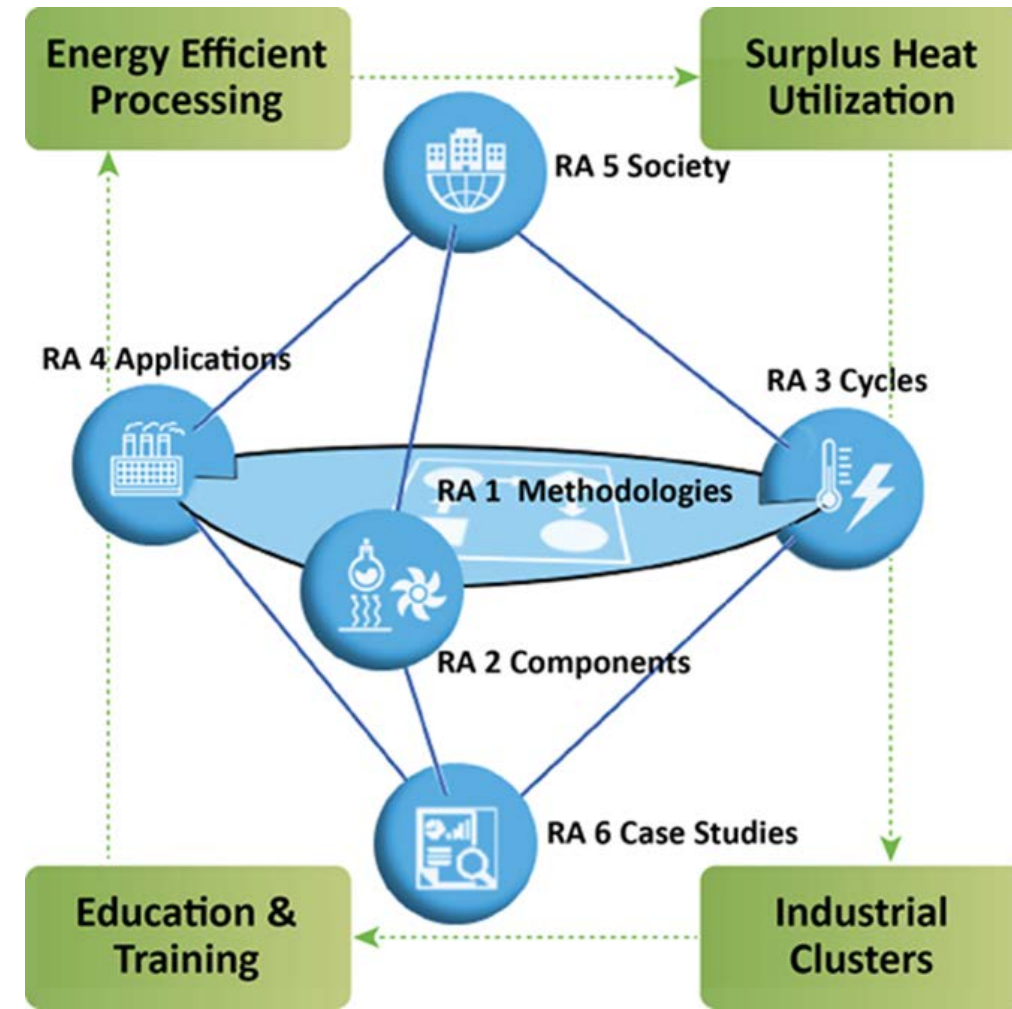 Energy Efficient
Processing
Surplus Heat
Utilization
RA 5 Society
RA 4 Applications
RA 3 Cycles
RA 1 Methodologies
RA 2 Components
RA 6 Case Studies
Education &
Training
Industrial
Clusters